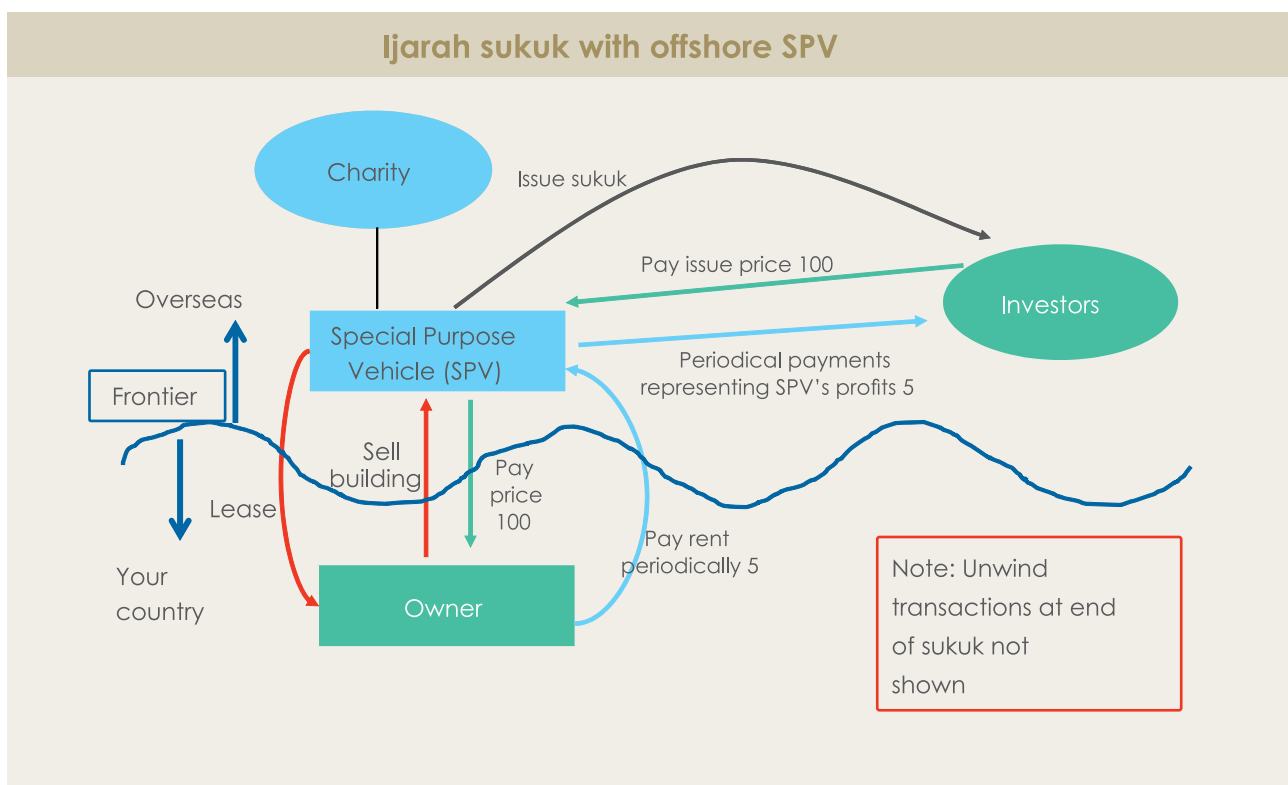 Ijarah sukuk with offshore SPV
Charity
Issue sukuk
Pay issue price 100
Investors
Overseas
Special Purpose
Vehicle (SPV)
Periodical payments
representing SPV’s profits 5
Frontier
Sell
building
Pay
price
100
Lease
Pay rent
periodically 5
Your
country
Owner
Note: Unwind
transactions at end
of sukuk not
shown